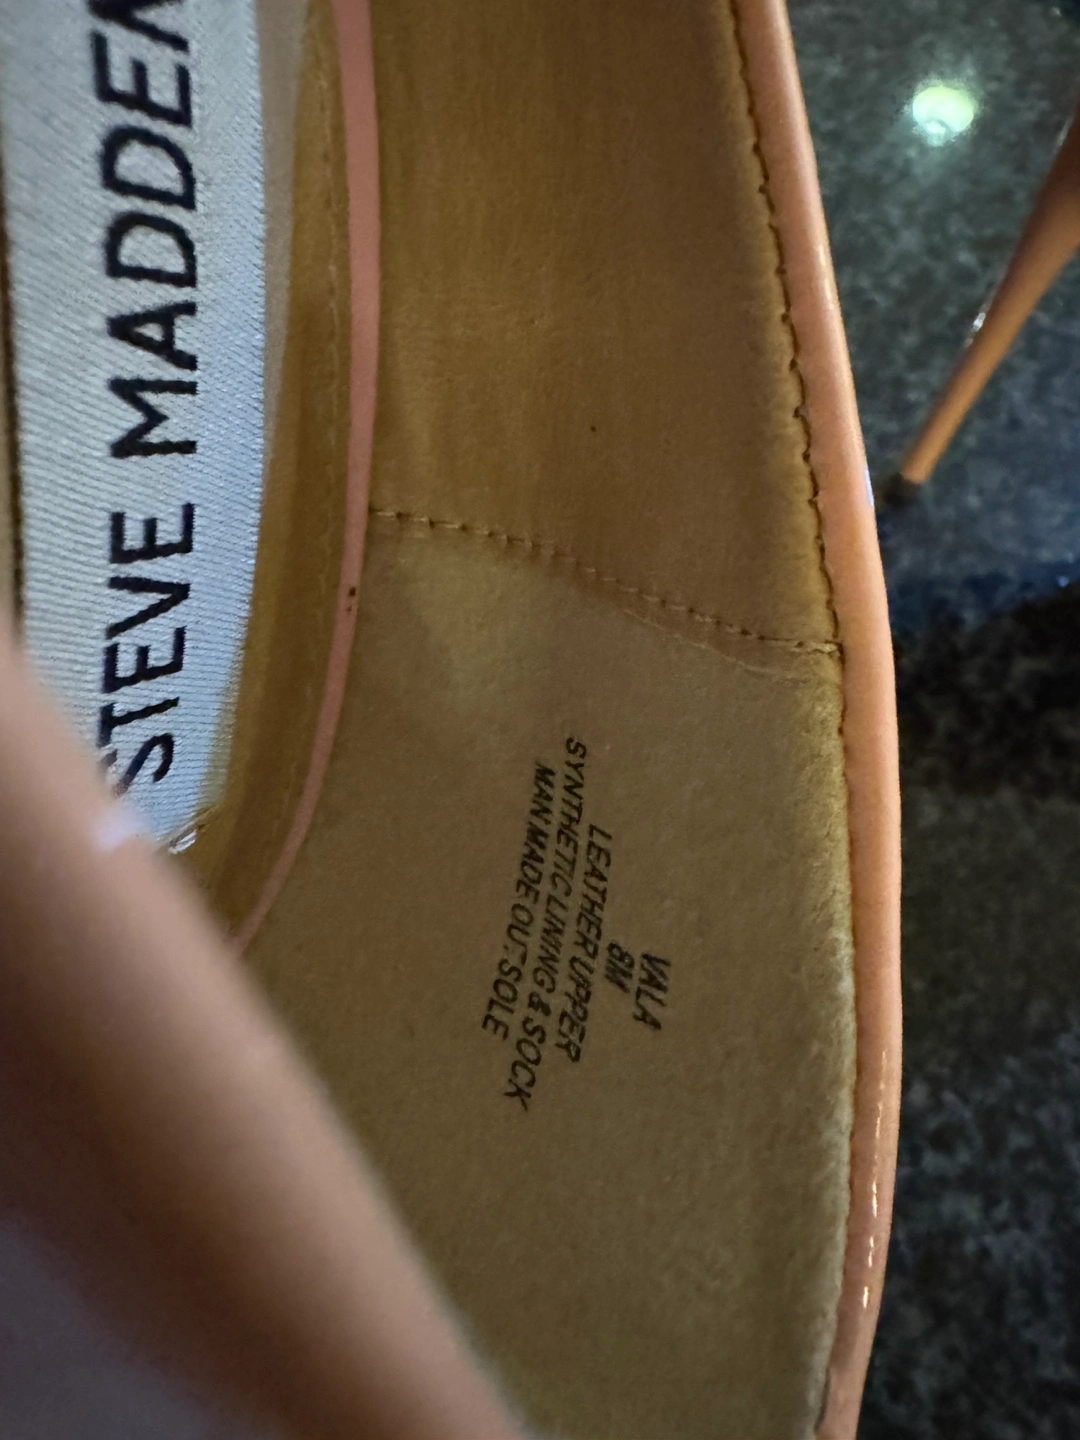 STEVE MADDEN
VALA
8M
LEATHER UPPER
SYNTHETIC LINING & SOCK
MAN MADE OUTSOLE